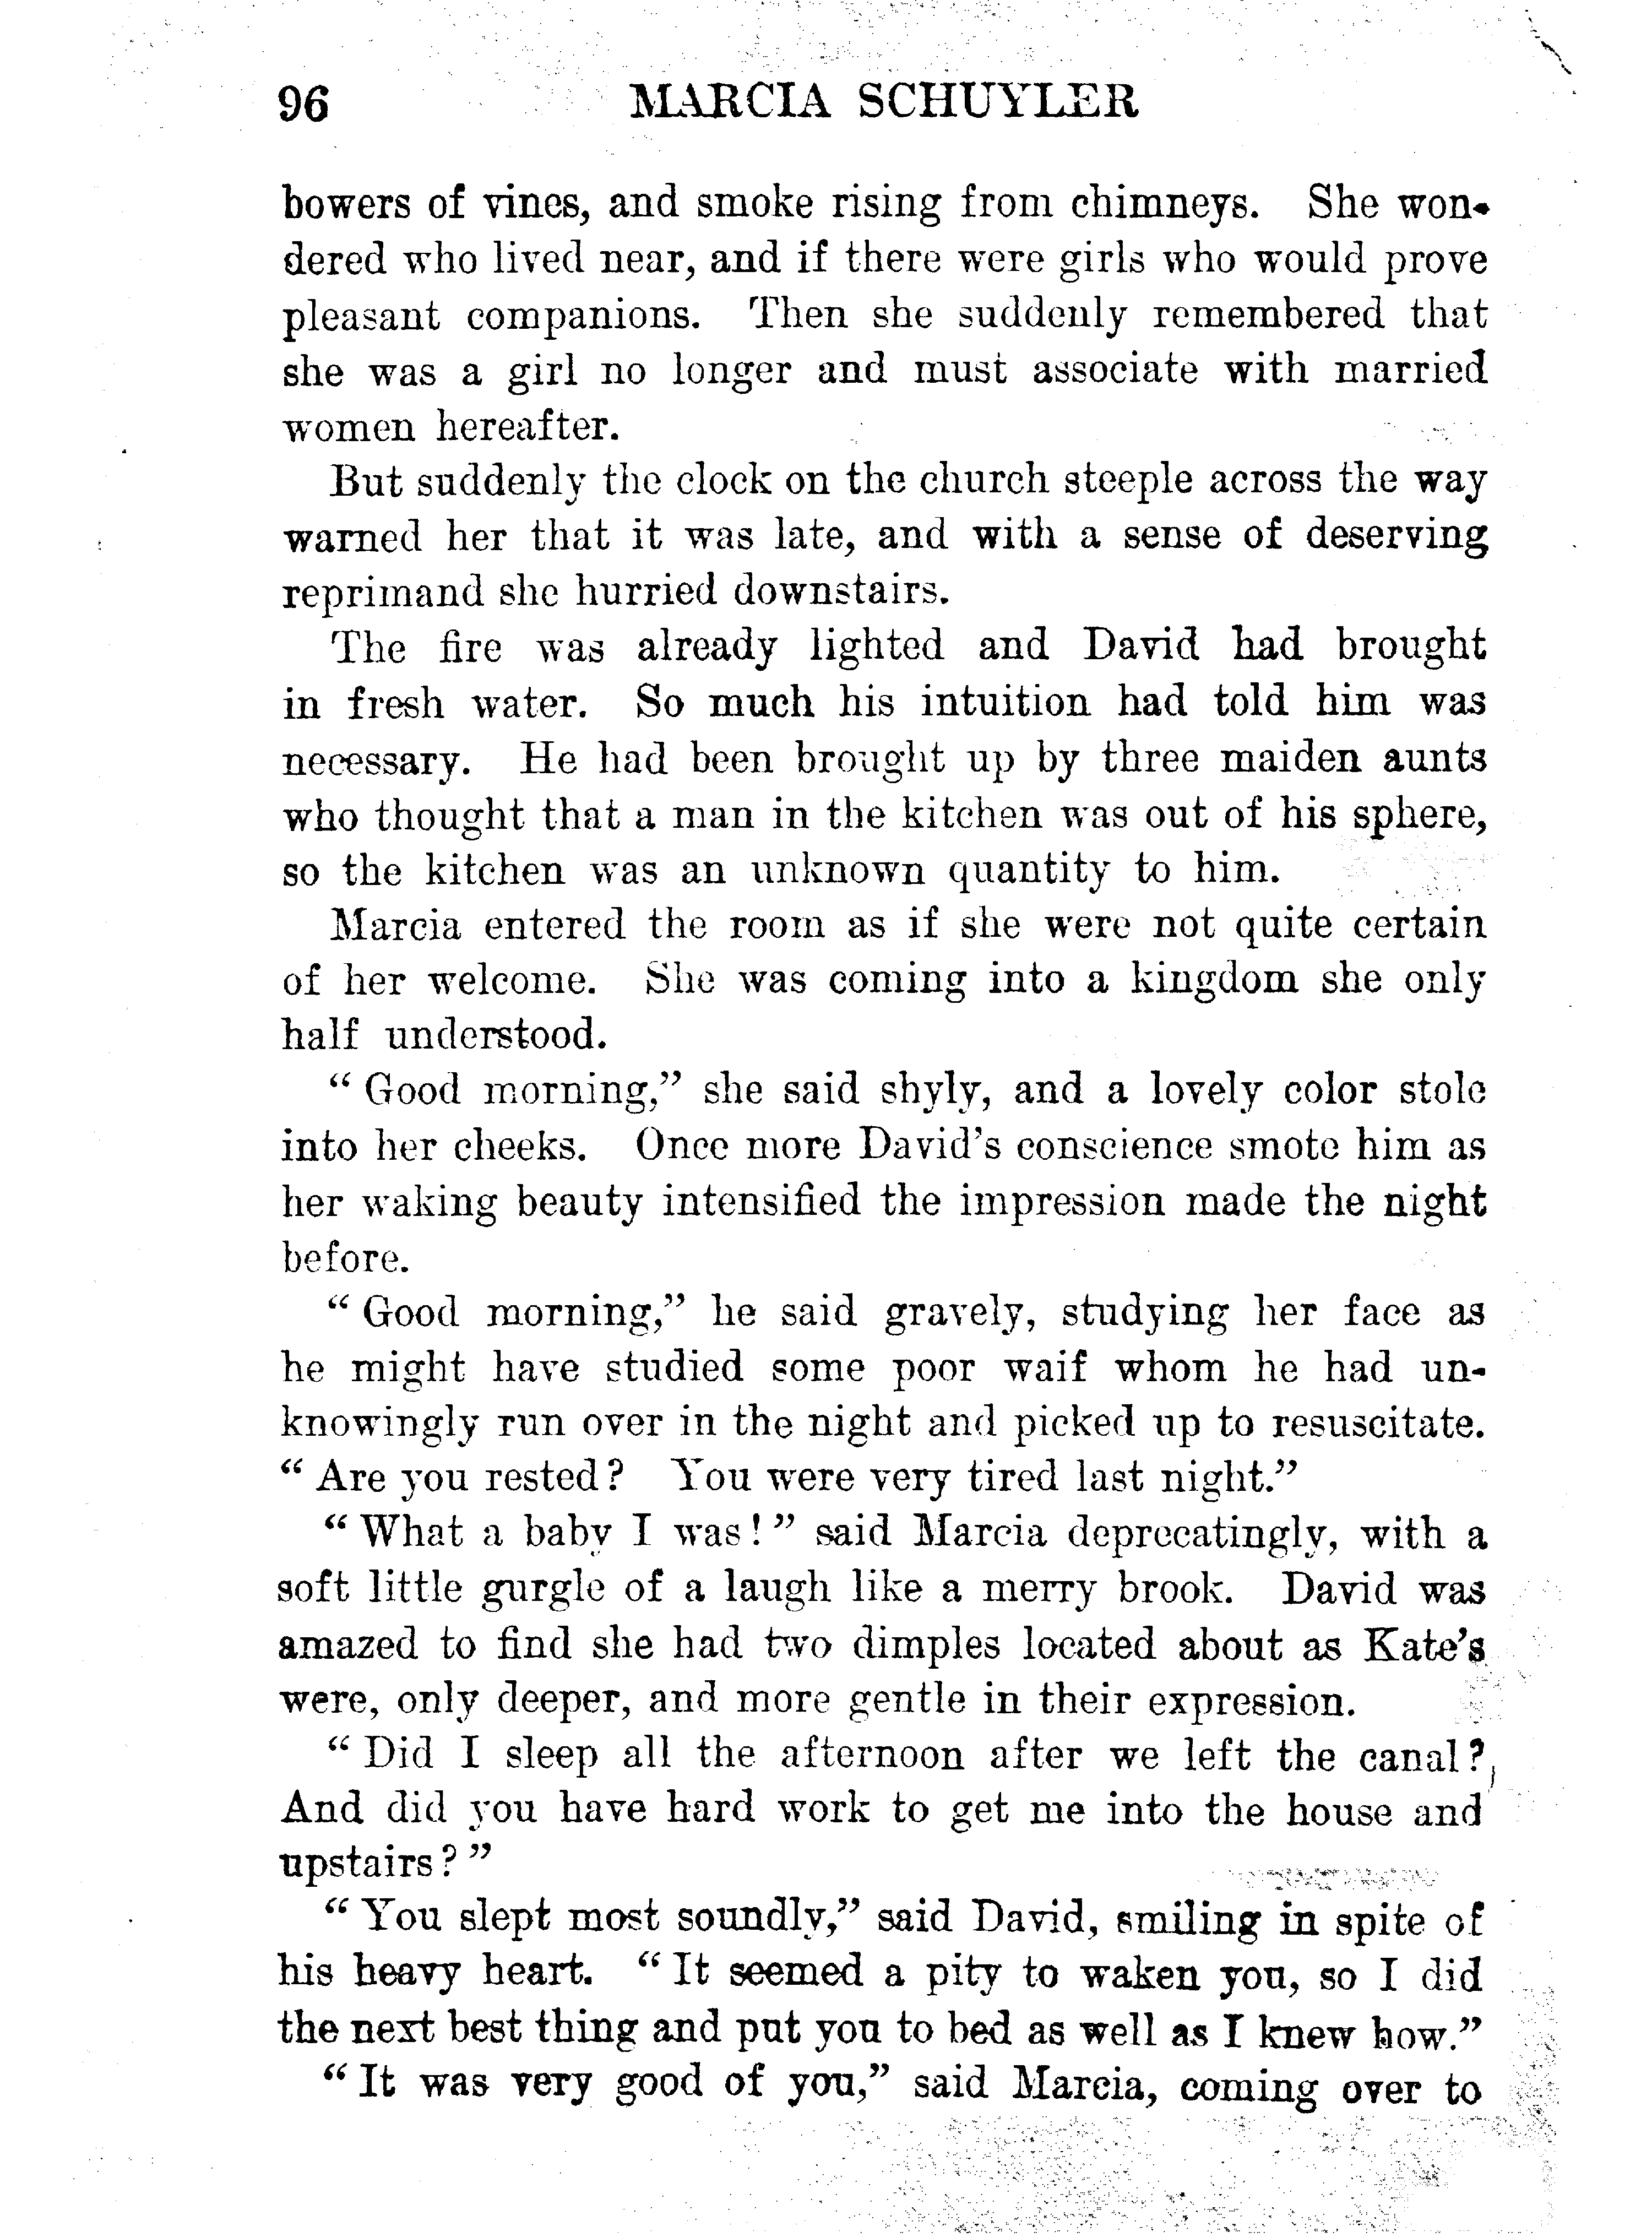 96 MARCIA SCHUYLER
bowers of vines, and smoke rising from chimneys. She won-
dered who lived near, and if there were girls who would prove
pleasant companions. Then she suddenly remembered that
she was a girl no longer and must associate with married
women hereafter.
But suddenly the clock on the church steeple across the way
warned her that it was late, and with a sense of deserving
reprimand she hurried downstairs.
The fire was already lighted and David had brought
in fresh water. So much his intuition had told him was
necessary. He had been brought up by three maiden aunts
who thought that a man in the kitchen was out of his sphere,
so the kitchen was an unknown quantity to him.
Marcia entered the room as if she were not quite certain
of her welcome. She was coming into a kingdom she only
half understood.
“ Good morning,” she said shyly, and a lovely color stole
into her cheeks. Once more David’s conscience smote him as
her waking beauty intensified the impression made the night
before.
“ Good morning,” he said gravely, studying her face as
he might have studied some poor waif whom he had un-
knowingly run over in the night and picked up to resuscitate.
“ Are you rested? You were very tired last night.”
“ What a baby I was! ” said Marcia deprecatingly, with a
soft little gurgle of a laugh like a merry brook. David was
amazed to find she had two dimples located about as Kate’s
were, only deeper, and more gentle in their expression.
“ Did I sleep all the afternoon after we left the canal?
And did you have hard work to get me into the house and
upstairs? ”
“ You slept most soundly,” said David, smiling in spite of
his heavy heart. “ It seemed a pity to waken you, so I did
the next best thing and put you to bed as well as I knew how.”
“ It was very good of you,” said Marcia, coming over to